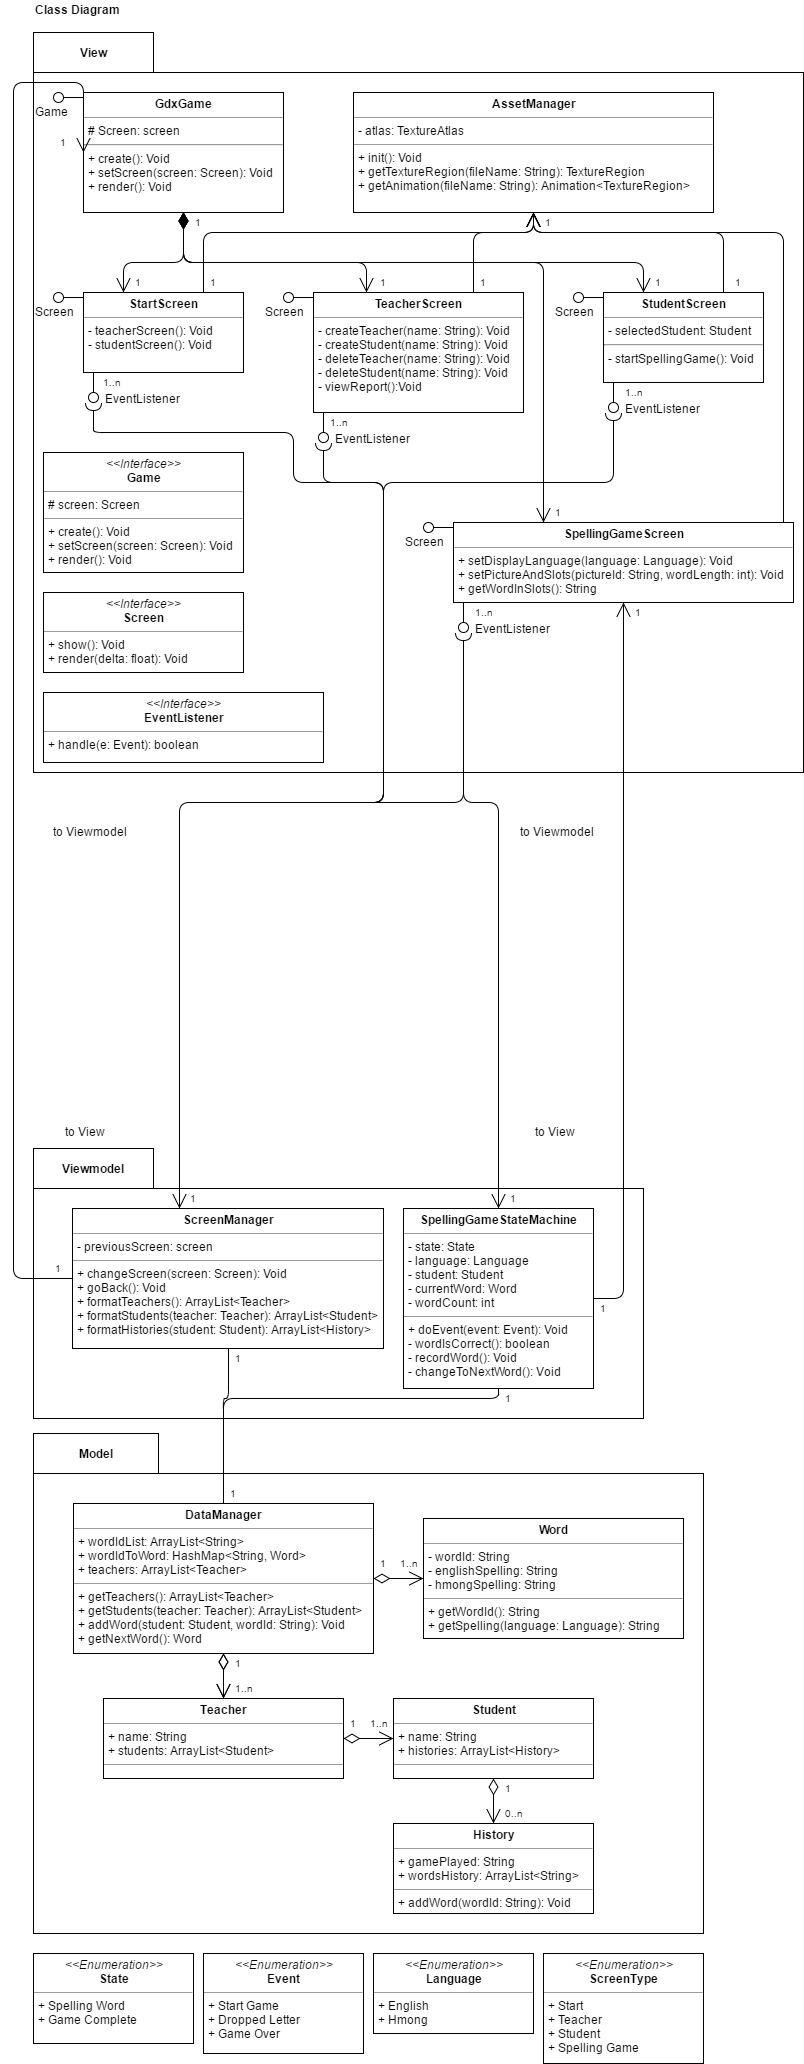 Class Diagram
View
Game
GdxGame
# Screen: screen
1
+ create(): Void
+ setScreen(screen: Screen): Void
+ render(): Void
AssetManager
- atlas: TextureAtlas
+ init(): Void
+ getTextureRegion(fileName: String): TextureRegion
+ getAnimation(fileName: String): Animation<TextureRegion>
1
1
1
1
1
1
1
1
Screen
StartScreen
- teacherScreen(): Void
- studentScreen(): Void
1..n
EventListener
Screen
TeacherScreen
- createTeacher(name: String): Void
- createStudent(name: String): Void
- deleteTeacher(name: String): Void
- deleteStudent(name: String): Void
- viewReport():Void
1..n
EventListener
Screen
StudentScreen
- selectedStudent: Student
- startSpellingGame(): Void
1..n
EventListener
<<Interface>>
Game
# screen: Screen
+ create(): Void
+ setScreen(screen: Screen): Void
+ render(): Void
1
Screen
SpellingGameScreen
+ setDisplayLanguage(language: Language): Void
+ setPictureAndSlots(pictureId: String, wordLength: int): Void
+ getWordInSlots(): String
1..n
EventListener
1
<<Interface>>
Screen
+ show(): Void
+ render(delta: float): Void
<<Interface>>
EventListener
+ handle(e: Event): boolean
to Viewmodel
to Viewmodel
to View
to View
Viewmodel
1
1
ScreenManager
- previousScreen: screen
+ changeScreen(screen: Screen): Void
+ goBack(): Void
+ formatTeachers(): ArrayList<Teacher>
+ formatStudents(teacher: Teacher): ArrayList<Student>
+ formatHistories(student: Student): ArrayList<History>
1
1
SpellingGameStateMachine
- state: State
- language: Language
- student: Student
- currentWord: Word
- wordCount: int
+ doEvent(event: Event): Void
- wordIsCorrect(): boolean
- recordWord(): Void
- changeToNextWord(): Void
1
1
Model
1
DataManager
+ wordIdList: ArrayList<String>
+ wordIdToWord: HashMap<String, Word>
+ teachers: ArrayList<Teacher>
+ getTeachers(): ArrayList<Teacher>
+ getStudents(teacher: Teacher): ArrayList<Student>
+ addWord(student: Student, wordId: String): Void
+ getNextWord(): Word
1
1..n
Word
- wordId: String
- englishSpelling: String
- hmongSpelling: String
+ getWordId(): String
+ getSpelling(language: Language): String
1
1..n
Teacher
+ name: String
+ students: ArrayList<Student>
1
1..n
Student
+ name: String
+ histories: ArrayList<History>
1
0..n
History
+ gamePlayed: String
+ wordsHistory: ArrayList<String>
+ addWord(wordId: String): Void
<<Enumeration>>
State
+ Spelling Word
+ Game Complete
<<Enumeration>>
Event
+ Start Game
+ Dropped Letter
+ Game Over
<<Enumeration>>
Language
+ English
+ Hmong
<<Enumeration>>
ScreenType
+ Start
+ Teacher
+ Student
+ Spelling Game